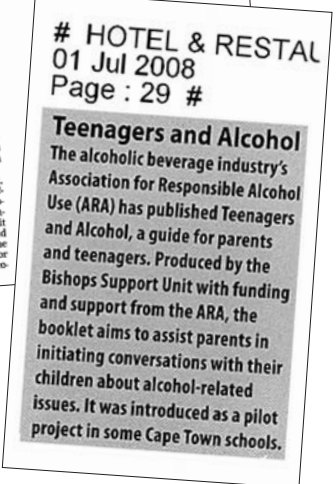 # HOTEL & RESTAU
01 Jul 2008
Page : 29 #
Teenagers and Alcohol
The alcoholic beverage industry's
Association for Responsible Alcohol
Use (ARA) has published Teenagers
and Alcohol, a guide for parents
and teenagers. Produced by the
Bishops Support Unit with funding
and support from the ARA, the
booklet aims to assist parents in
initiating conversations with their
children about alcohol-related
issues. It was introduced as a pilot
project in some Cape Town schools.